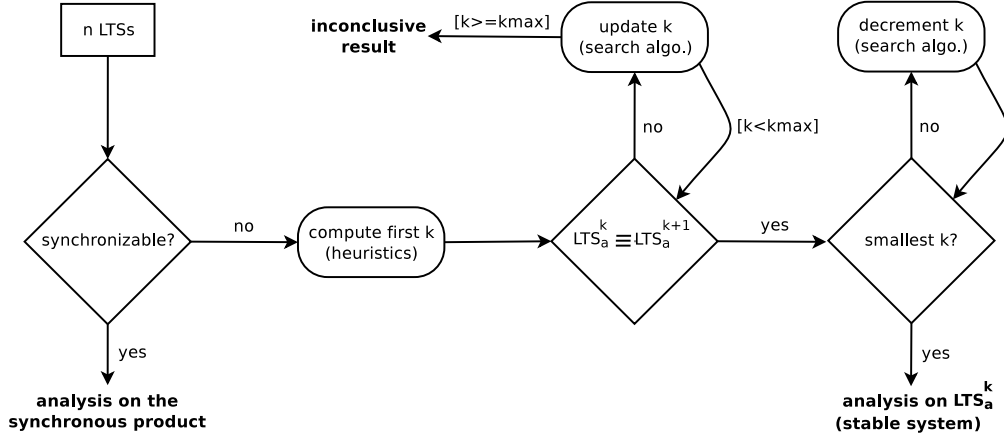 n LTSs
inconclusive
result
[k>=kmax]
update k
(search algo.)
decrement k
(search algo.)
no
[k<kmax]
no
synchronizable?
no
compute first k
(heuristics)
LTS_a^k ≡ LTS_a^{k+1}
yes
smallest k?
yes
analysis on the
synchronous product
yes
analysis on LTS_a^k
(stable system)